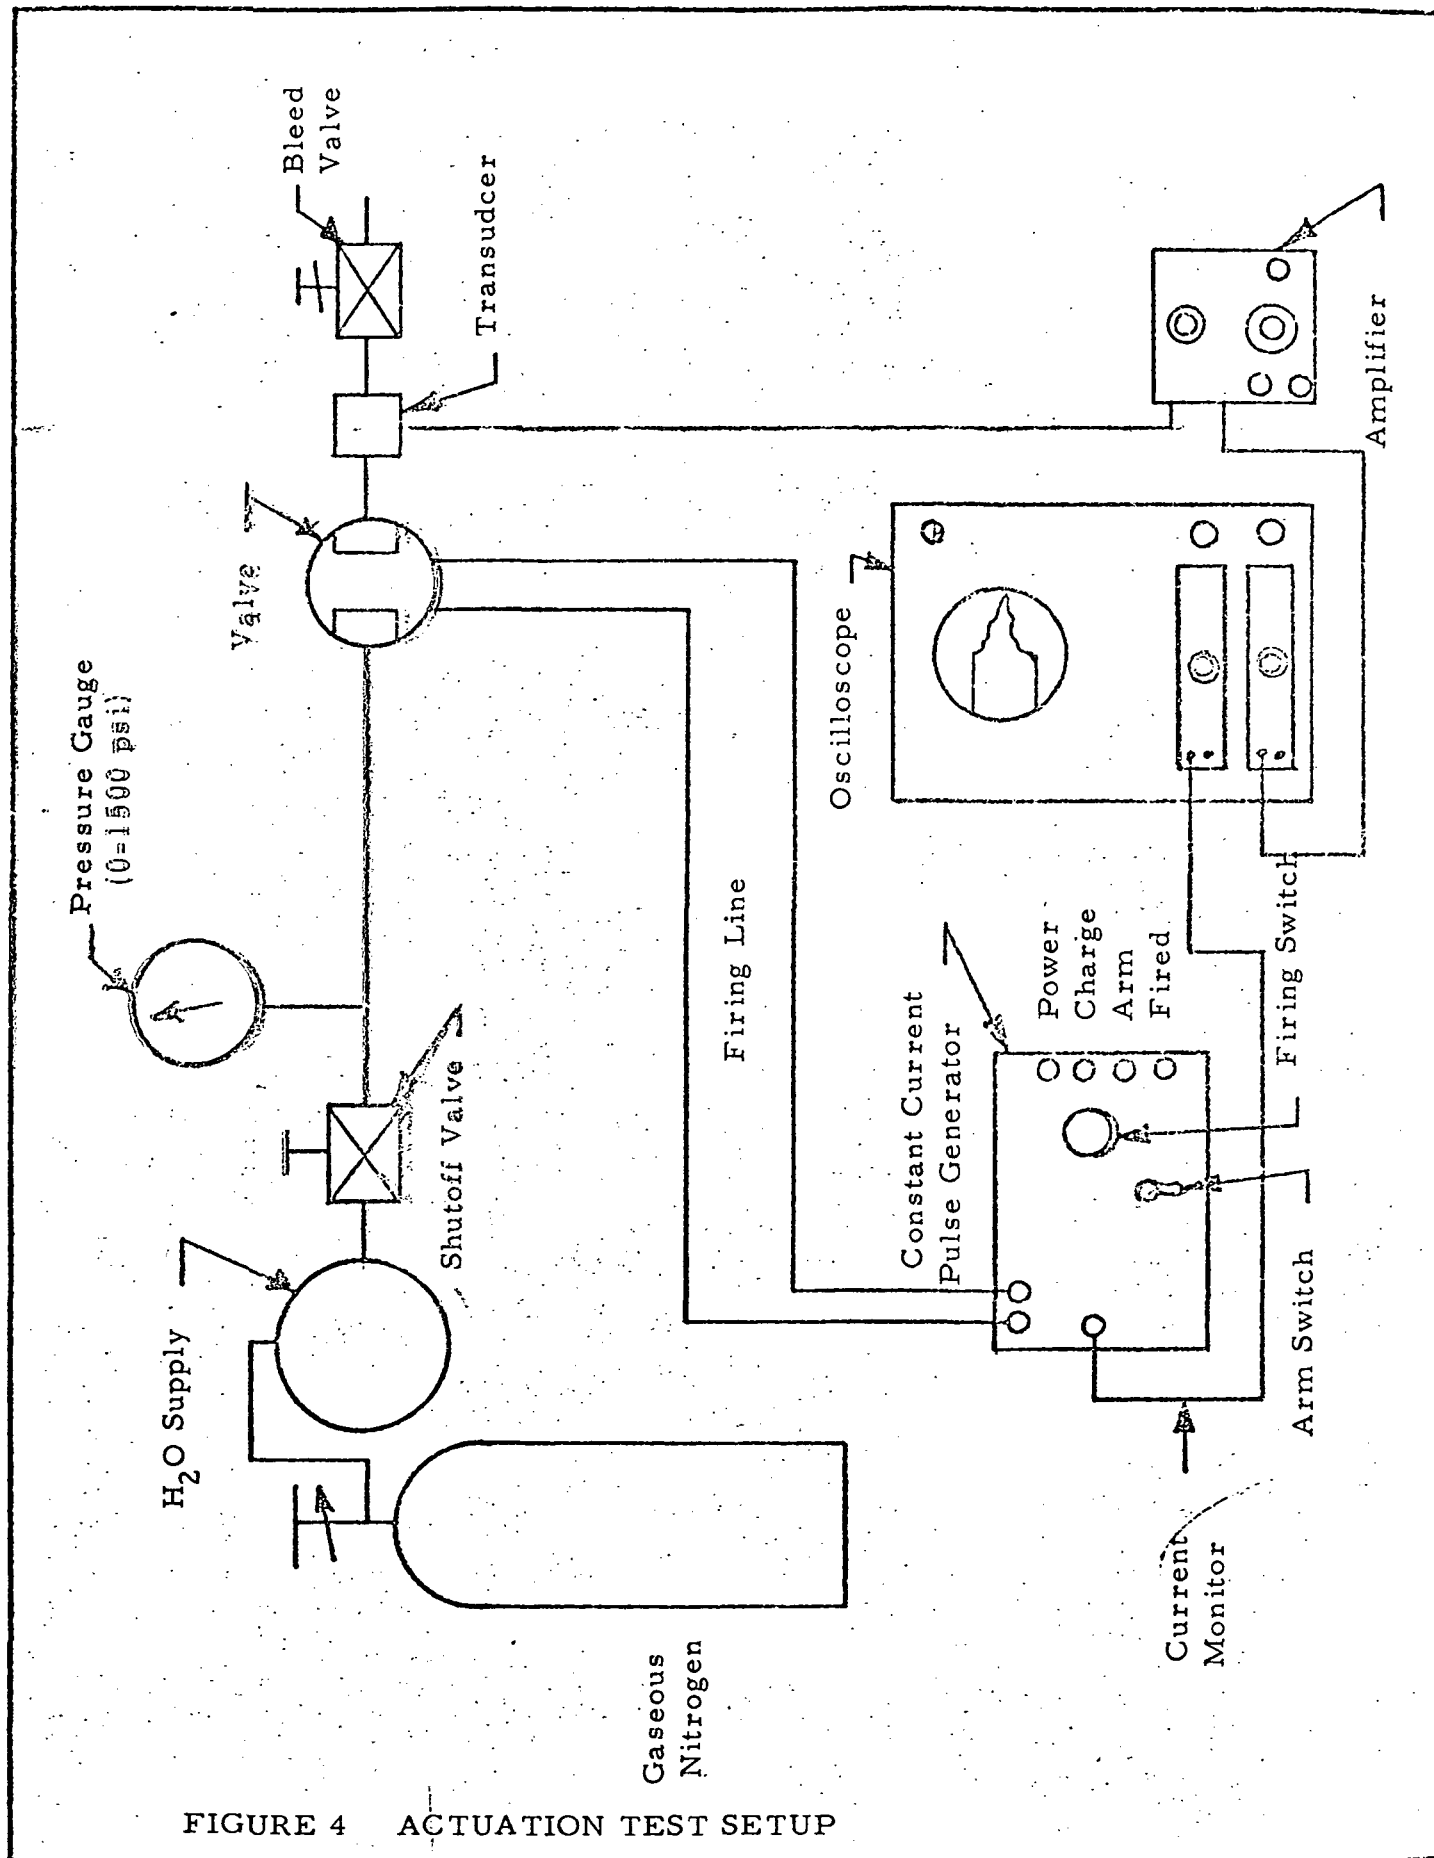 Bleed
Valve
Transudcer
Valve
Pressure Gauge
(0=1500 psi)
Amplifier
Oscilloscope
Firing Line
Power
Charge
Arm
Fired
Firing Switch
Constant Current
Pulse Generator
Shutoff Valve
H₂O Supply
Arm Switch
Current
Monitor
Gaseous
Nitrogen
FIGURE 4 ACTUATION TEST SETUP